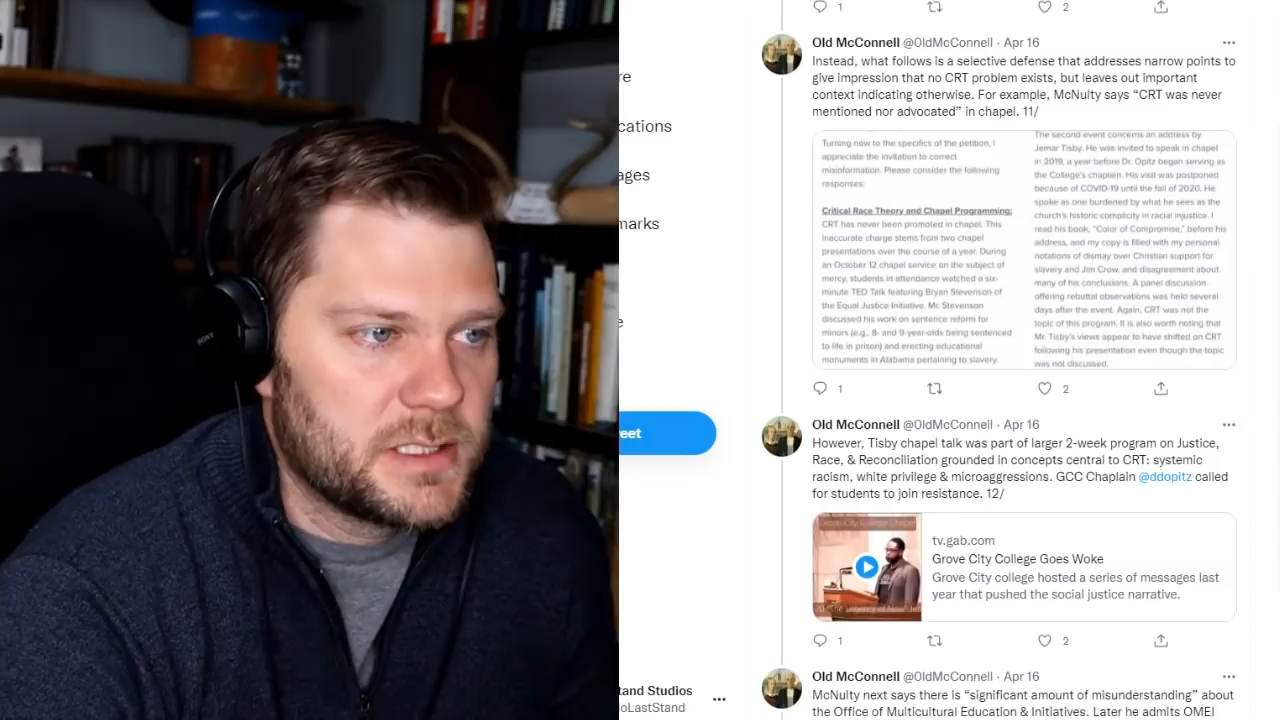 1 2
re
cations
ages
marks
e
eet
tand Studios
oLastStand
SONY
Old McConnell @OldMcConnell · Apr 16
Instead, what follows is a selective defense that addresses narrow points to
give impression that no CRT problem exists, but leaves out important
context indicating otherwise. For example, McNulty says “CRT was never
mentioned nor advocated” in chapel. 11/
Turning now to the specifics of the petition, I
appreciate the invitation to correct
misinformation. Please consider the following
responses:
Critical Race Theory and Chapel Programming:
CRT has never been promoted in chapel. This
inaccurate charge stems from two chapel
presentations over the course of a year. During
an October 12 chapel service on the subject of
mercy, students in attendance watched a six-
minute TED Talk featuring Bryan Stevenson of
the Equal Justice Initiative. Mr. Stevenson
discussed his work on sentence reform for
minors (e.g., 8- and 9-year-olds being sentenced
to life in prison) and erecting educational
monuments in Alabama pertaining to slavery.
The second event concerns an address by
Jemar Tisby. He was invited to speak in chapel
in 2019, a year before Dr. Opitz began serving as
the College's chaplain. His visit was postponed
because of COVID-19 until the fall of 2020. He
spoke as one burdened by what he sees as the
church's historic complicity in racial injustice. I
read his book, “Color of Compromise,” before his
address, and my copy is filled with my personal
notations of dismay over Christian support for
slavery and Jim Crow, and disagreement about
many of his conclusions. A panel discussion
offering rebuttal observations was held several
days after the event. Again, CRT was not the
topic of this program. It is also worth noting that
Mr. Tisby's views appear to have shifted on CRT
following his presentation even though the topic
was not discussed.
1 2
Old McConnell @OldMcConnell · Apr 16
However, Tisby chapel talk was part of larger 2-week program on Justice,
Race, & Reconciliation grounded in concepts central to CRT: systemic
racism, white privilege & microaggressions. GCC Chaplain @ddopitz called
for students to join resistance. 12/
Grove City College Chapel
tv.gab.com
Grove City College Goes Woke
Grove City college hosted a series of messages last
year that pushed the social justice narrative.
1 2
Old McConnell @OldMcConnell · Apr 16
McNulty next says there is “significant amount of misunderstanding” about
the Office of Multicultural Education & Initiatives. Later he admits OMEI